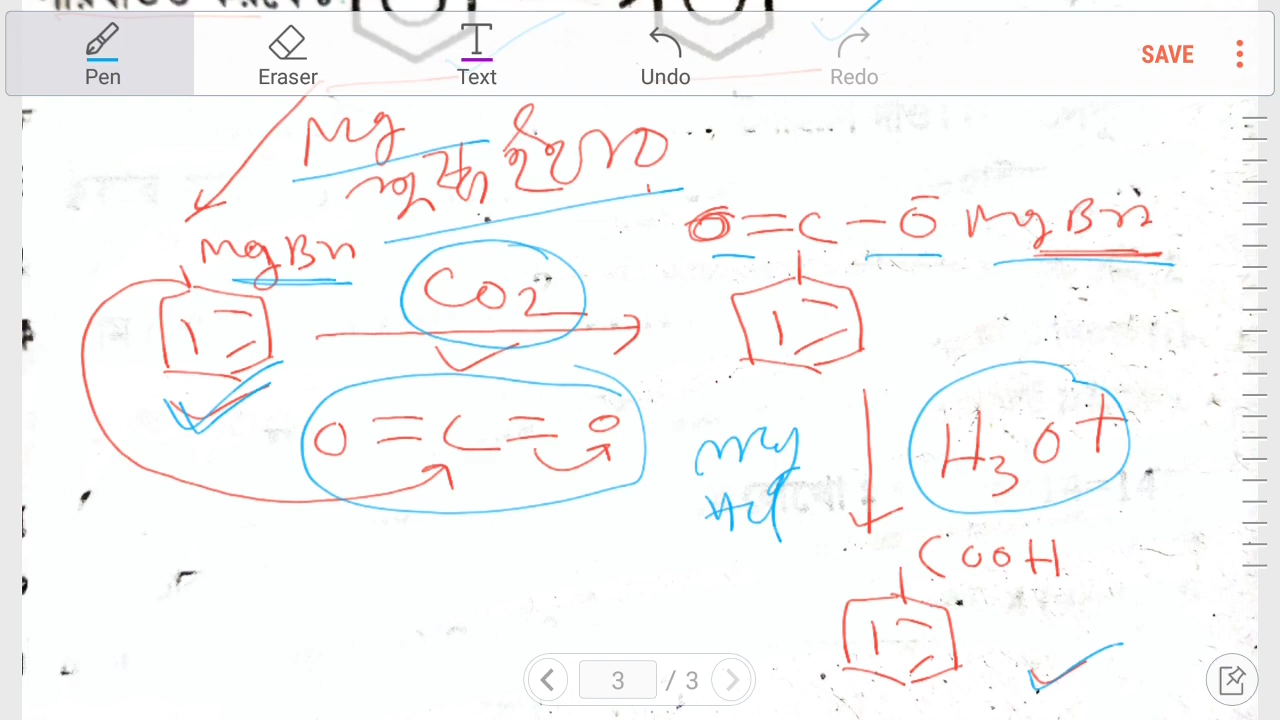 Pen
Eraser
Text
Undo
Redo
SAVE
Mg
MgBr
CO2
O=C-Ō MgBr
O=C=O
H3O+
COOH
3 / 3